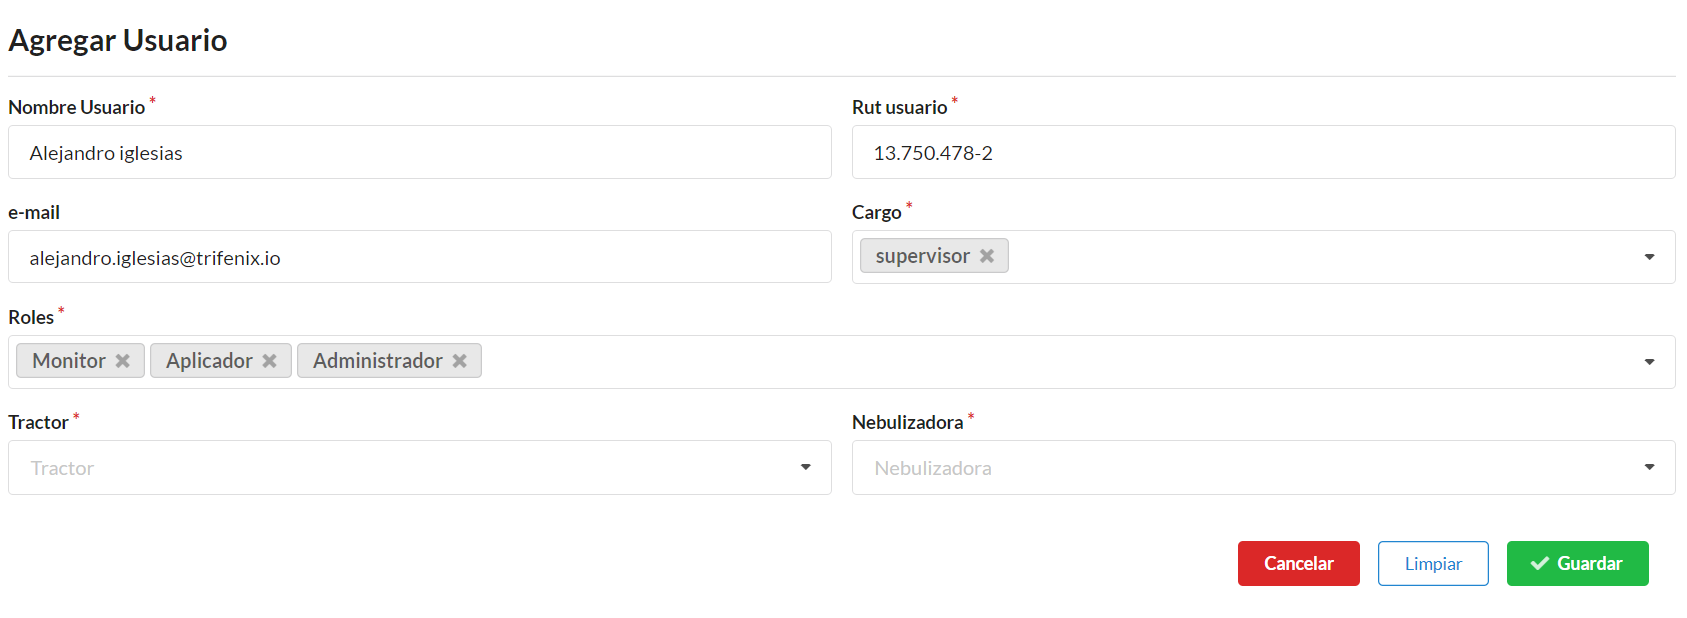 Agregar Usuario
Nombre Usuario * Rut usuario *
Alejandro iglesias 13.750.478-2
e-mail Cargo *
alejandro.iglesias@trifenix.io supervisor
Roles *
Monitor Aplicador Administrador
Tractor * Nebulizadora *
Tractor Nebulizadora
Cancelar Limpiar Guardar